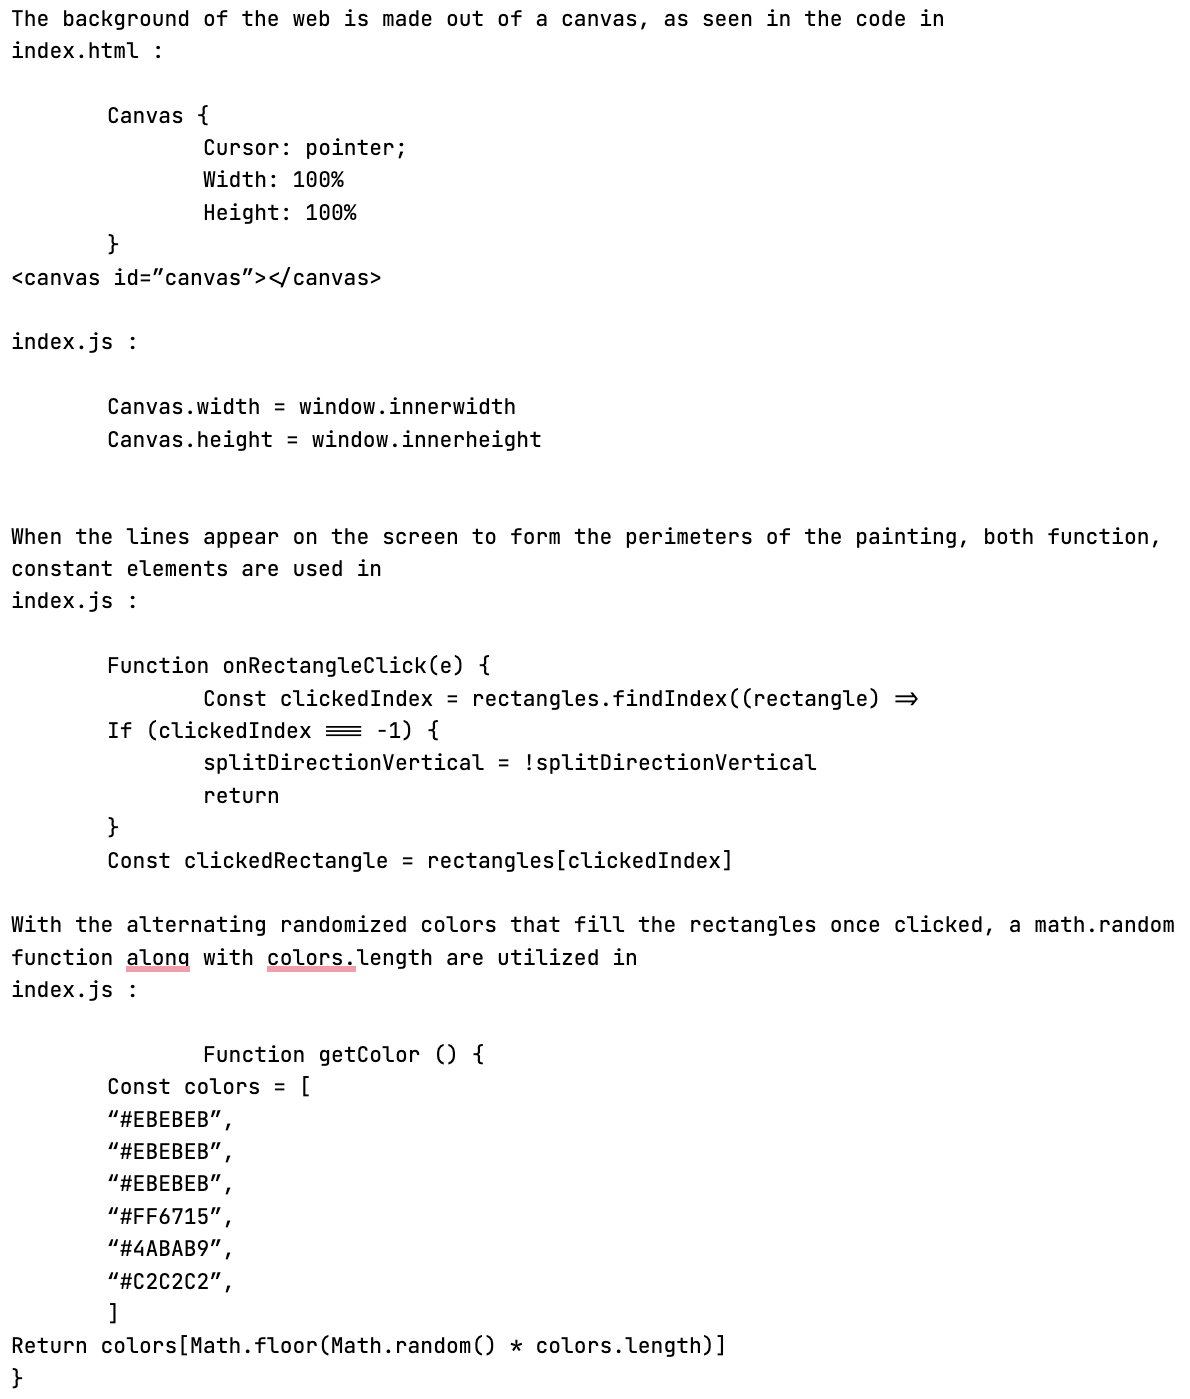 The background of the web is made out of a canvas, as seen in the code in
index.html :
Canvas {
Cursor: pointer;
Width: 100%
Height: 100%
}
<canvas id=”canvas”></canvas>
index.js :
Canvas.width = window.innerwidth
Canvas.height = window.innerheight
When the lines appear on the screen to form the perimeters of the painting, both function,
constant elements are used in
index.js :
Function onRectangleClick(e) {
Const clickedIndex = rectangles.findIndex((rectangle) =>
If (clickedIndex === -1) {
splitDirectionVertical = !splitDirectionVertical
return
}
Const clickedRectangle = rectangles[clickedIndex]
With the alternating randomized colors that fill the rectangles once clicked, a math.random
function along with colors.length are utilized in
index.js :
Function getColor () {
Const colors = [
“#EBEBEB”,
“#EBEBEB”,
“#EBEBEB”,
“#FF6715”,
“#4ABAB9”,
“#C2C2C2”,
]
Return colors[Math.floor(Math.random() * colors.length)]
}